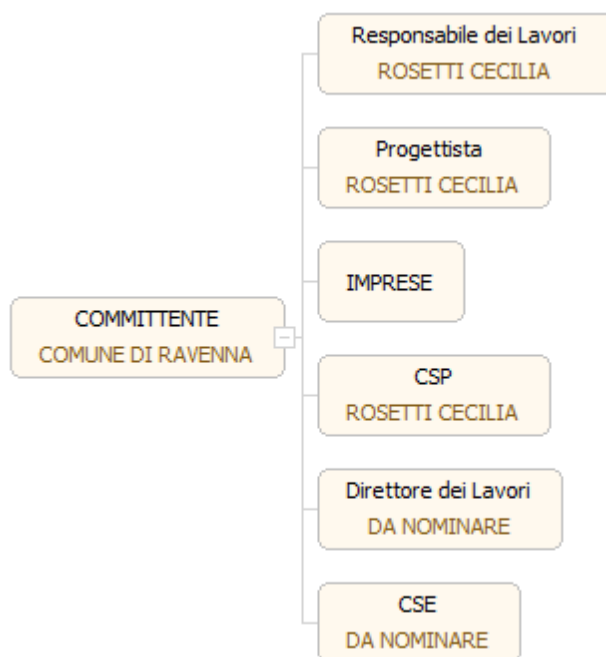 Responsabile dei Lavori
ROSETTI CECILIA
Progettista
ROSETTI CECILIA
IMPRESE
COMMITTENTE
COMUNE DI RAVENNA
CSP
ROSETTI CECILIA
Direttore dei Lavori
DA NOMINARE
CSE
DA NOMINARE